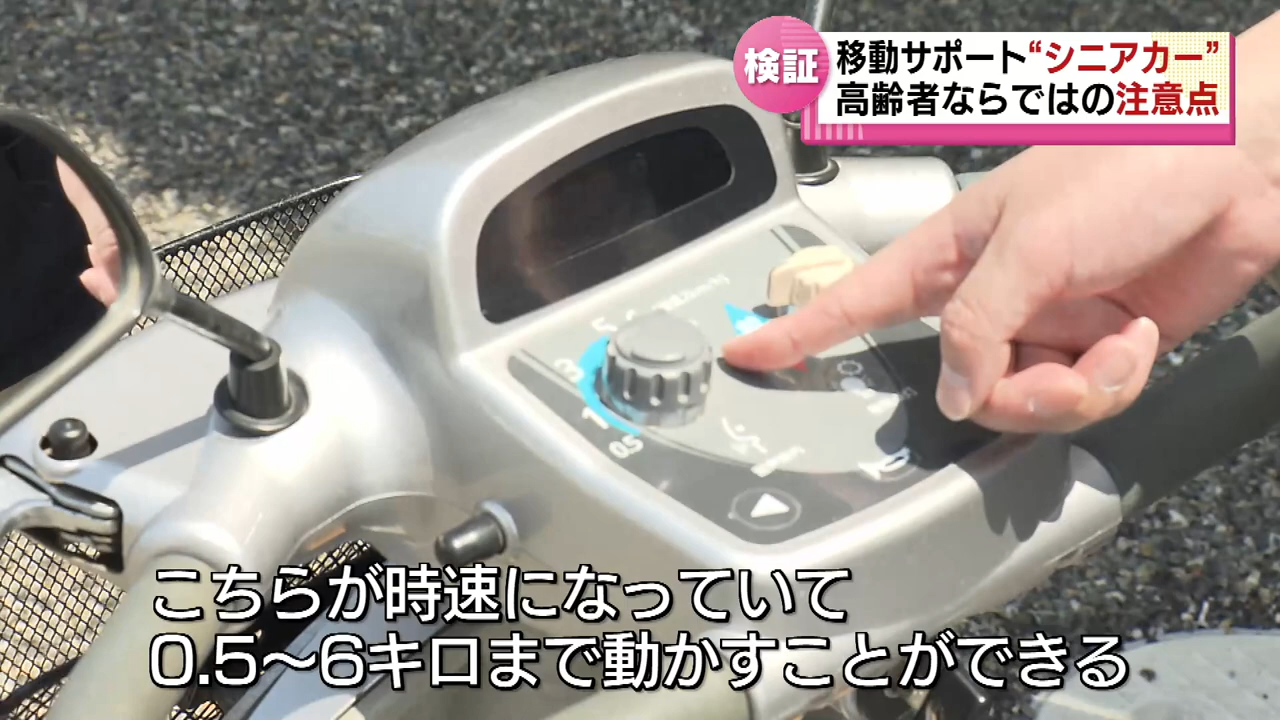 検証
移動サポート“シニアカー”
高齢者ならではの注意点
5
3
1
0.5
こちらが時速になっていて
0.5〜6キロまで動かすことができる